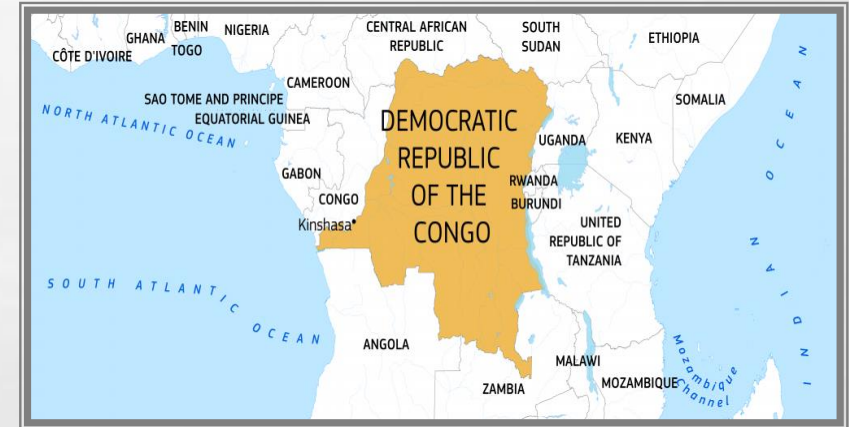 CÔTE D'IVOIRE
GHANA
BENIN
TOGO
NIGERIA
CENTRAL AFRICAN
REPUBLIC
SOUTH
SUDAN
ETHIOPIA
CAMEROON
SOMALIA
SAO TOME AND PRINCIPE
EQUATORIAL GUINEA
NORTH ATLANTIC OCEAN
DEMOCRATIC
REPUBLIC
OF THE
CONGO
UGANDA
KENYA
GABON
RWANDA
CONGO
BURUNDI
Kinshasa
UNITED
REPUBLIC OF
TANZANIA
INDIAN OCEAN
SOUTH ATLANTIC OCEAN
ANGOLA
MALAWI
ZAMBIA
MOZAMBIQUE
Mozambique
Channel